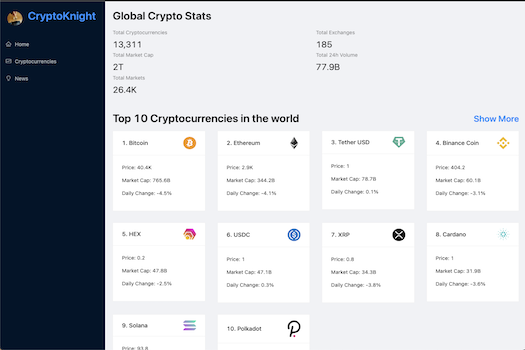 CryptoKnight
Home
Cryptocurrencies
News
Global Crypto Stats
Total Cryptocurrencies
13,311
Total Exchanges
185
Total Market Cap
2T
Total 24h Volume
77.9B
Total Markets
26.4K
Top 10 Cryptocurrencies in the world
Show More
1. Bitcoin
Price: 40.4K
Market Cap: 765.6B
Daily Change: -4.5%
2. Ethereum
Price: 2.9K
Market Cap: 344.2B
Daily Change: -4.1%
3. Tether USD
Price: 1
Market Cap: 78.7B
Daily Change: 0.1%
4. Binance Coin
Price: 404.2
Market Cap: 60.1B
Daily Change: -3.1%
5. HEX
Price: 0.2
Market Cap: 47.8B
Daily Change: -2.5%
6. USDC
Price: 1
Market Cap: 47.1B
Daily Change: 0.3%
7. XRP
Price: 0.8
Market Cap: 34.3B
Daily Change: -3.8%
8. Cardano
Price: 1
Market Cap: 31.9B
Daily Change: -3.6%
9. Solana
Price: 93.8
10. Polkadot